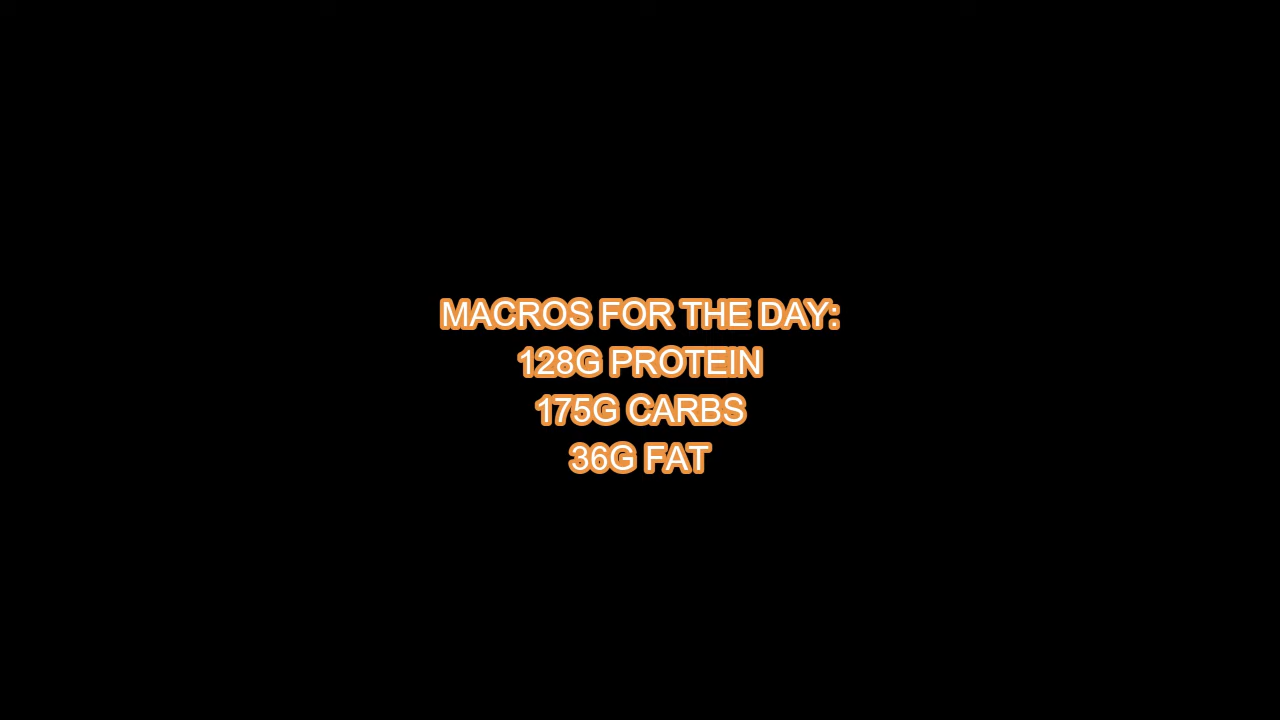 MACROS FOR THE DAY:
128G PROTEIN
175G CARBS
36G FAT